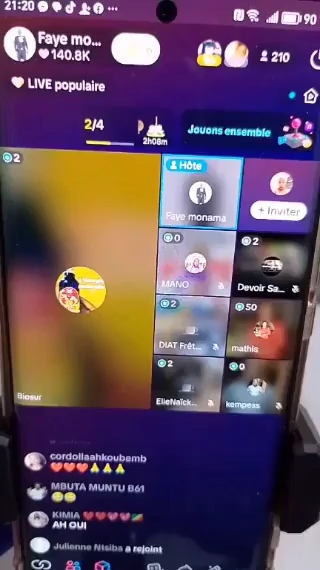 21:20
90
Faye mo...
140.8K
210
LIVE populaire
2/4
2h08m
Jouons ensemble
2
Hôte
Faye monama
+ Inviter
0
MANO
2
Devoir Sa...
2
DIAT Frèt...
50
mathis
2
ElieNaïck...
0
kempess
Biosur
cordollaahkoubemb
MBUTA MUNTU B61
KIMIA
AH OUI
Julienne Ntsiba a rejoint